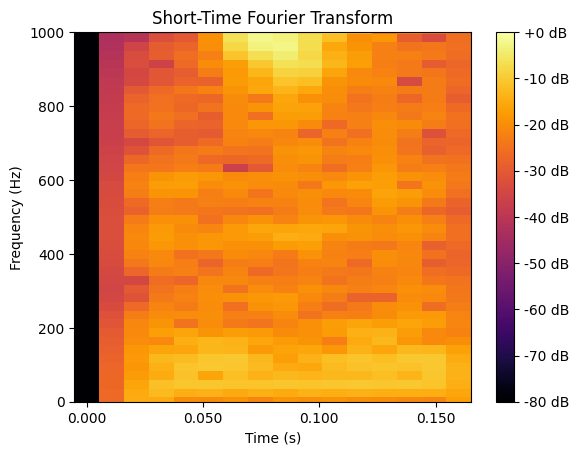 Short-Time Fourier Transform
1000
800
600
400
200
0
Frequency (Hz)
0.000
0.050
0.100
0.150
Time (s)
+0 dB
-10 dB
-20 dB
-30 dB
-40 dB
-50 dB
-60 dB
-70 dB
-80 dB